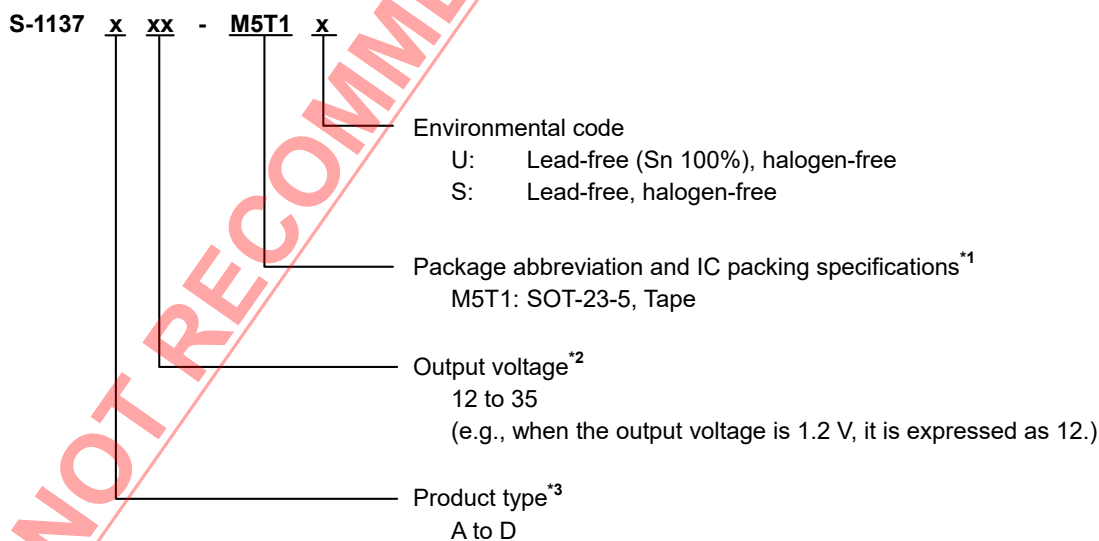 S-1137 x xx - M5T1 x
Environmental code
U: Lead-free (Sn 100%), halogen-free
S: Lead-free, halogen-free
Package abbreviation and IC packing specifications*1
M5T1: SOT-23-5, Tape
Output voltage*2
12 to 35
(e.g., when the output voltage is 1.2 V, it is expressed as 12.)
Product type*3
A to D
NOT RECOMME